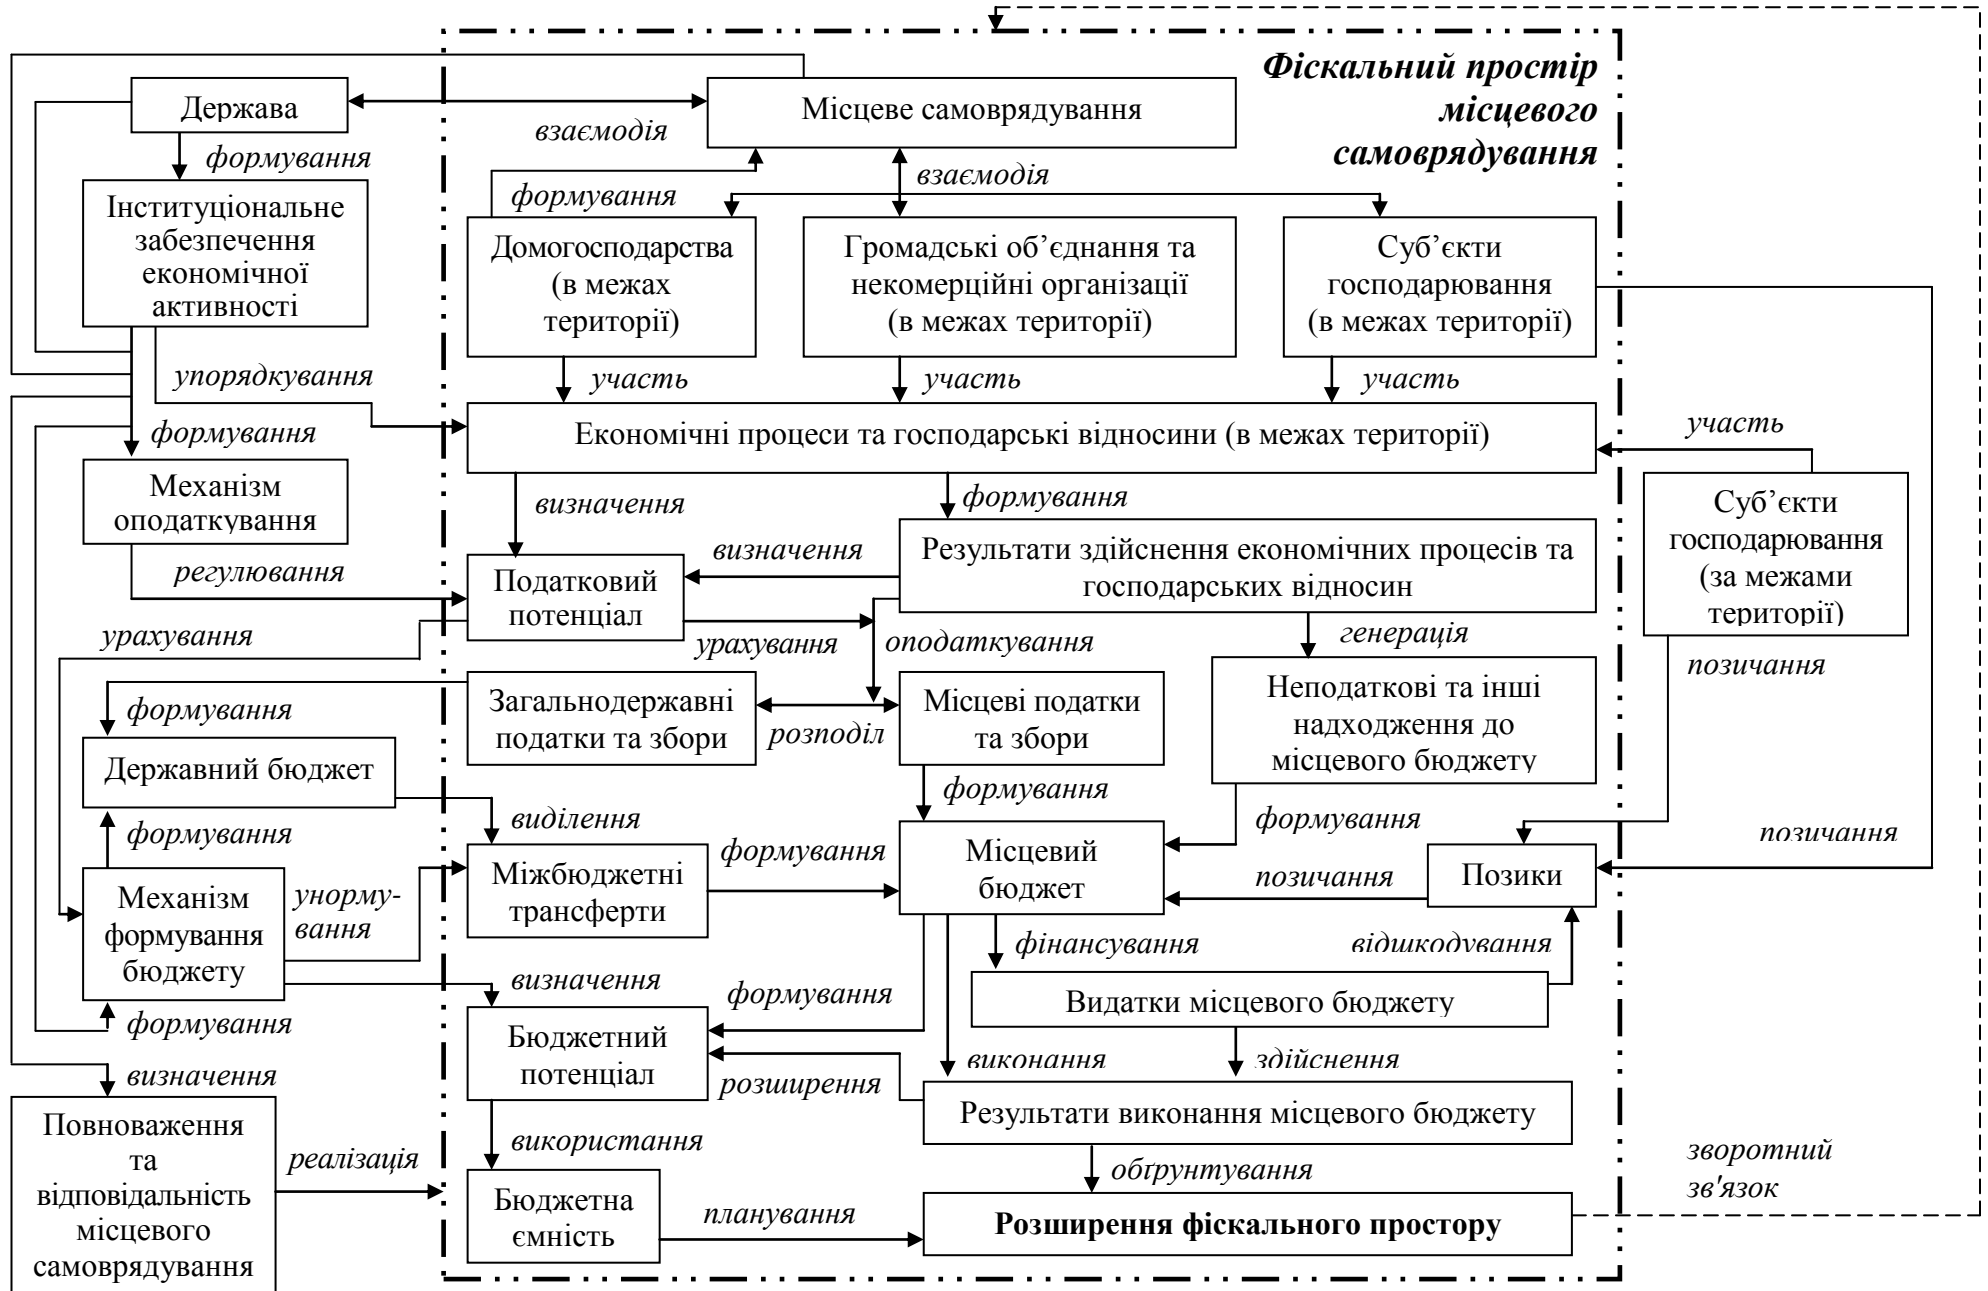 Фіскальний простір
місцевого
самоврядування
Держава
взаємодія
Місцеве самоврядування
формування
формування
взаємодія
Інституціональне
забезпечення
економічної
активності
Домогосподарства
(в межах
території)
Громадські об’єднання та
некомерційні організації
(в межах території)
Суб’єкти
господарювання
(в межах території)
упорядкування
участь
участь
участь
участь
Економічні процеси та господарські відносини (в межах території)
формування
Механізм
оподаткування
визначення
формування
Суб’єкти
господарювання
(за межами
території)
регулювання
Податковий
потенціал
визначення
Результати здійснення економічних процесів та
господарських відносин
урахування
урахування
оподаткування
генерація
позичання
формування
Загальнодержавні
податки та збори
розподіл
Місцеві податки
та збори
Неподаткові та інші
надходження до
місцевого бюджету
Державний бюджет
формування
формування
виділення
формування
позичання
Міжбюджетні
трансферти
формування
Місцевий
бюджет
позичання
Позики
Механізм
формування
бюджету
унорму-
вання
фінансування
відшкодування
визначення
формування
Видатки місцевого бюджету
формування
Бюджетний
потенціал
виконання
здійснення
визначення
розширення
Результати виконання місцевого бюджету
Повноваження
та
відповідальність
місцевого
самоврядування
реалізація
використання
обґрунтування
зворотний
зв'язок
Бюджетна
ємність
планування
Розширення фіскального простору